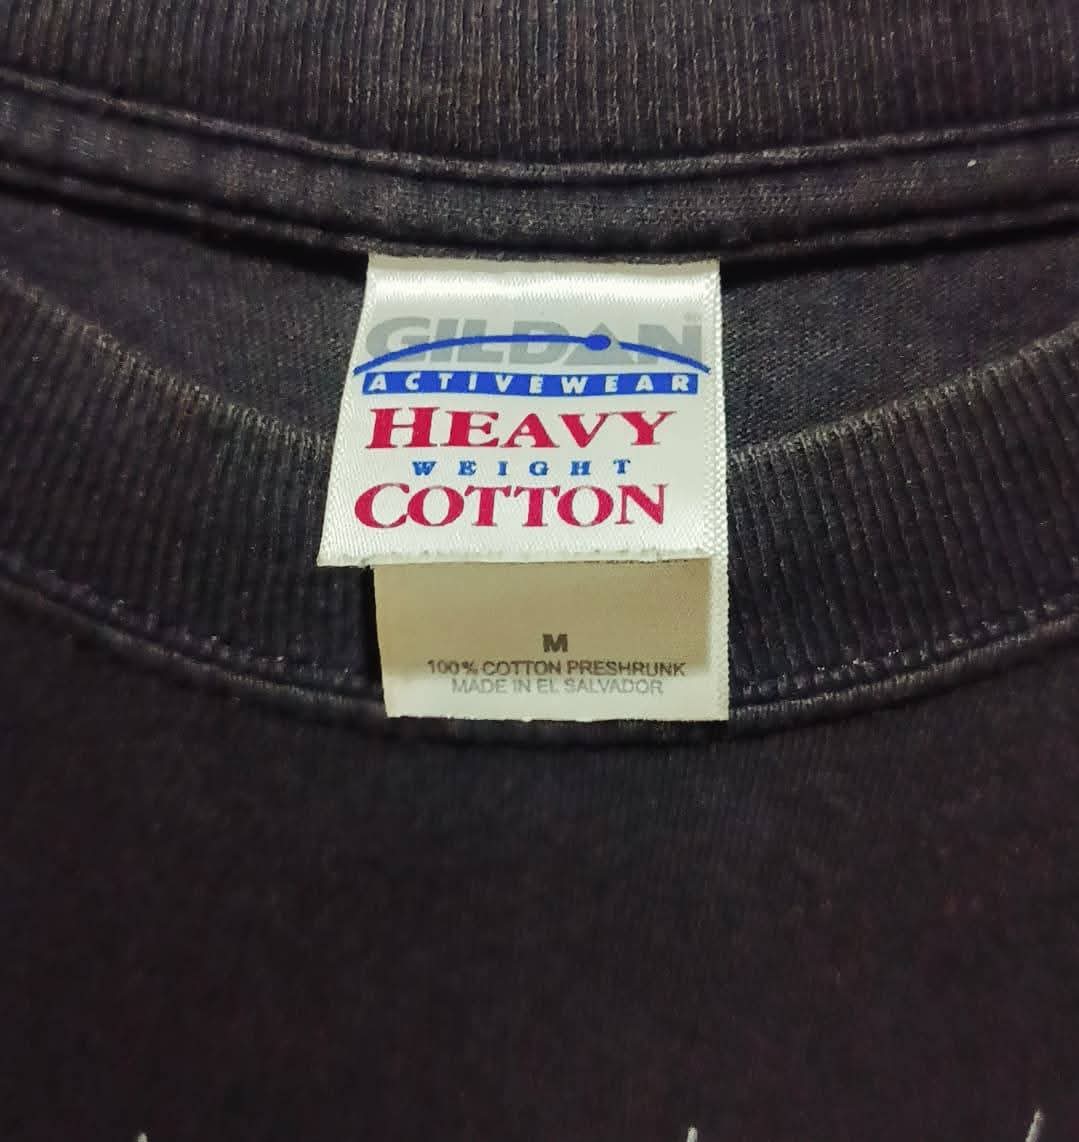 GILDAN®
ACTIVEWEAR
HEAVY
WEIGHT
COTTON
M
100% COTTON PRESHRUNK
MADE IN EL SALVADOR